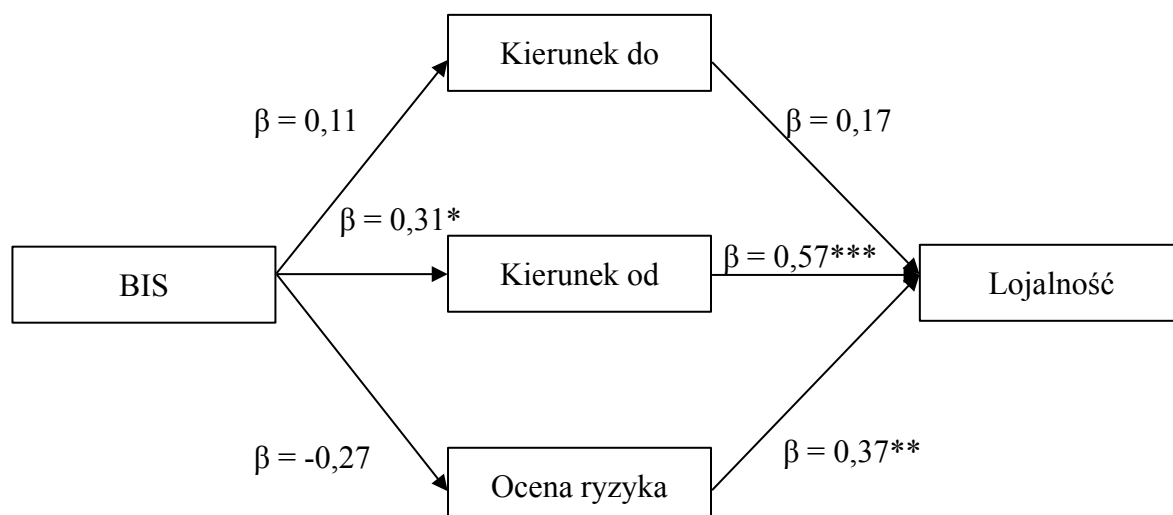 Kierunek do
β = 0,11
β = 0,17
β = 0,31*
BIS
Kierunek od
β = 0,57***
Lojalność
β = -0,27
Ocena ryzyka
β = 0,37**